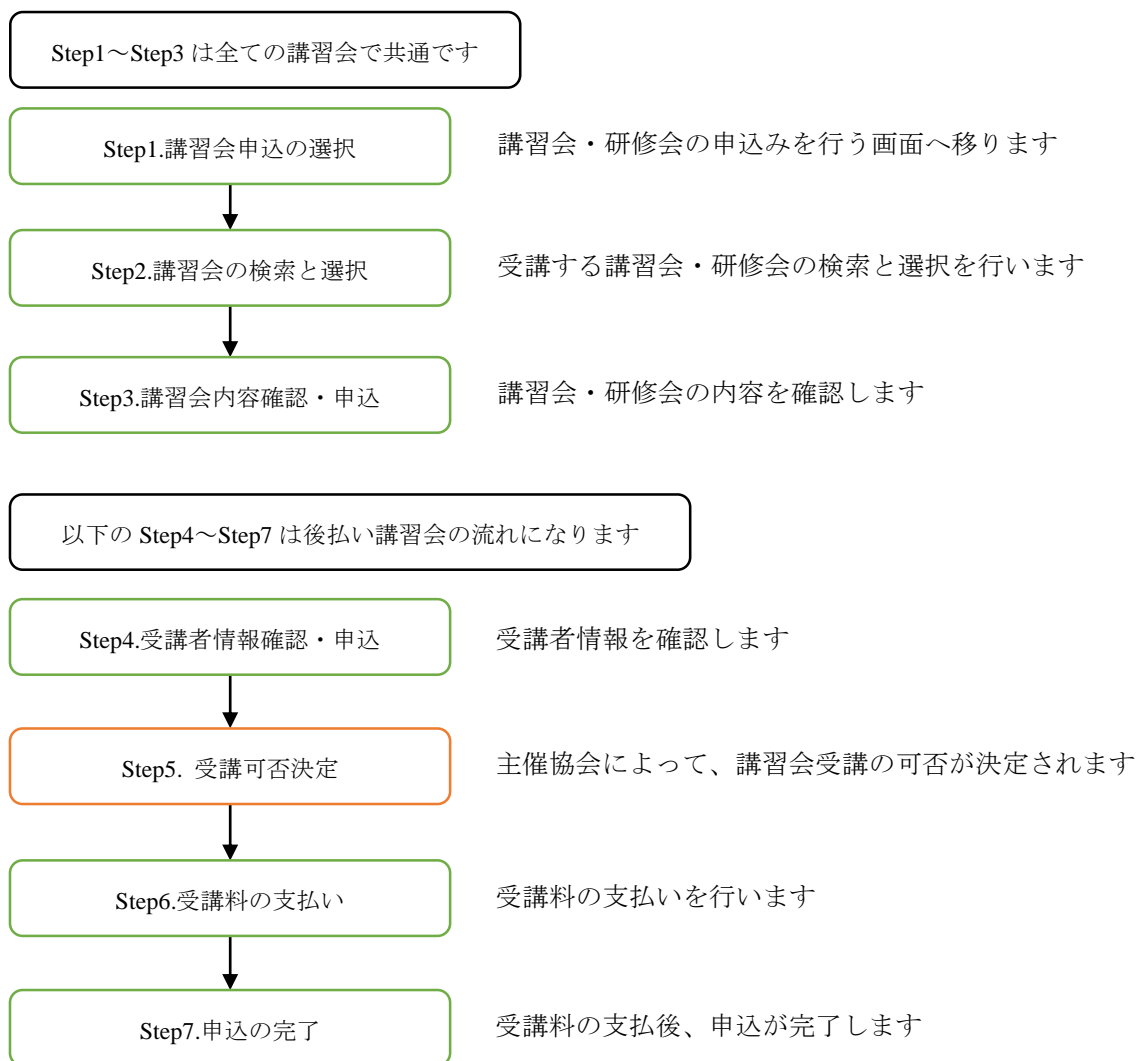 Step1～Step3 は全ての講習会で共通です
Step1.講習会申込の選択
講習会・研修会の申込みを行う画面へ移ります
Step2.講習会の検索と選択
受講する講習会・研修会の検索と選択を行います
Step3.講習会内容確認・申込
講習会・研修会の内容を確認します
以下の Step4～Step7 は後払い講習会の流れになります
Step4.受講者情報確認・申込
受講者情報を確認します
Step5. 受講可否決定
主催協会によって、講習会受講の可否が決定されます
Step6.受講料の支払い
受講料の支払いを行います
Step7.申込の完了
受講料の支払後、申込が完了します